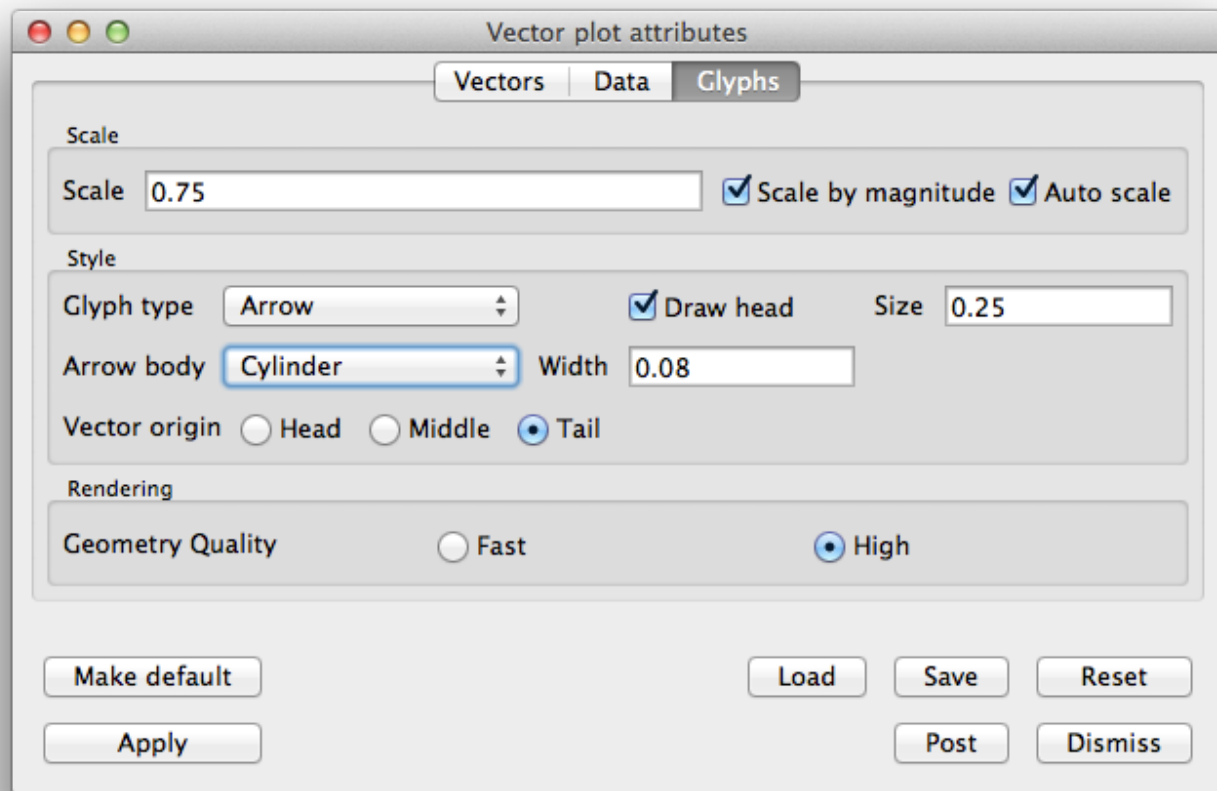 Vector plot attributes
Vectors Data Glyphs
Scale
Scale 0.75 Scale by magnitude Auto scale
Style
Glyph type Arrow Draw head Size 0.25
Arrow body Cylinder Width 0.08
Vector origin Head Middle Tail
Rendering
Geometry Quality Fast High
Make default Load Save Reset
Apply Post Dismiss